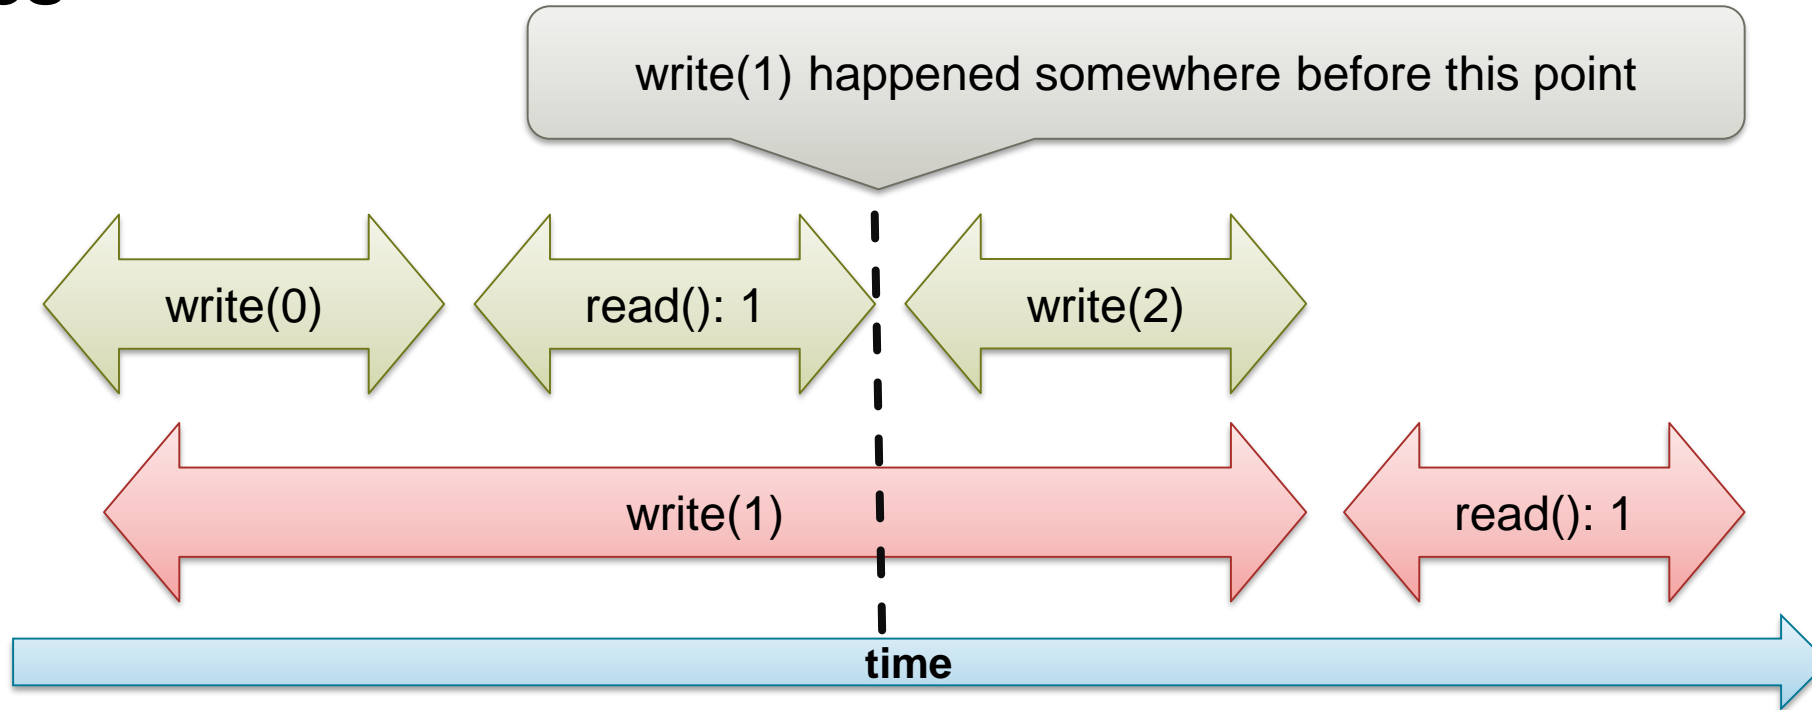 write(1) happened somewhere before this point
write(0) read(): 1 write(2)
write(1) read(): 1
time